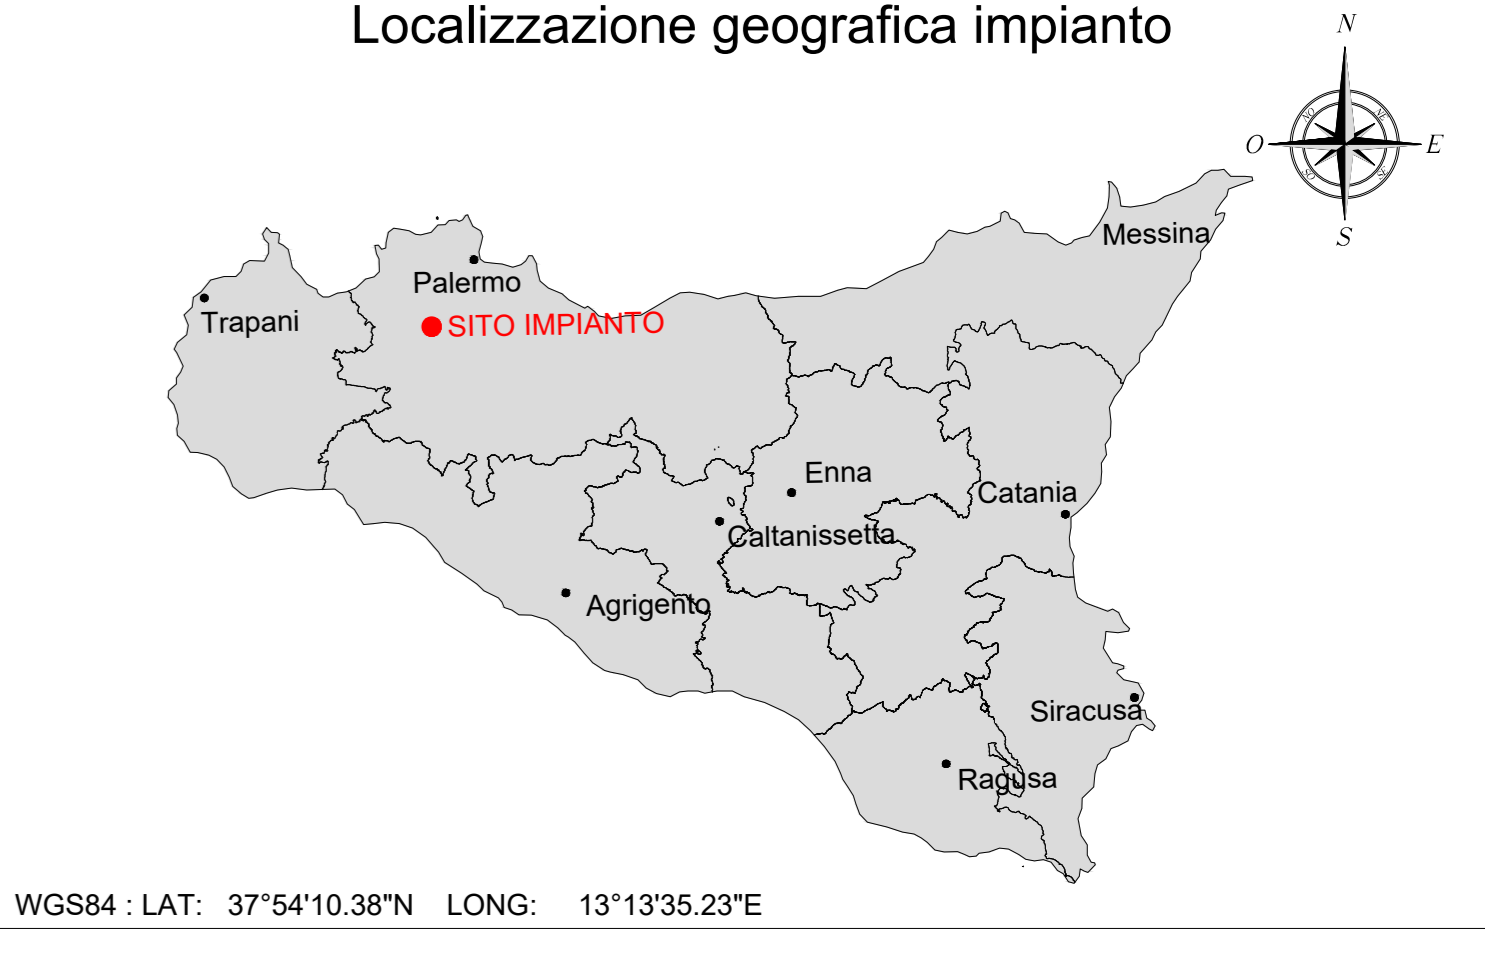 Localizzazione geografica impianto
N
NO
NE
O
E
SO
SE
S
Messina
Palermo
Trapani
SITO IMPIANTO
Enna
Catania
Caltanissetta
Agrigento
Siracusa
Ragusa
WGS84 : LAT: 37°54'10.38"N LONG: 13°13'35.23"E